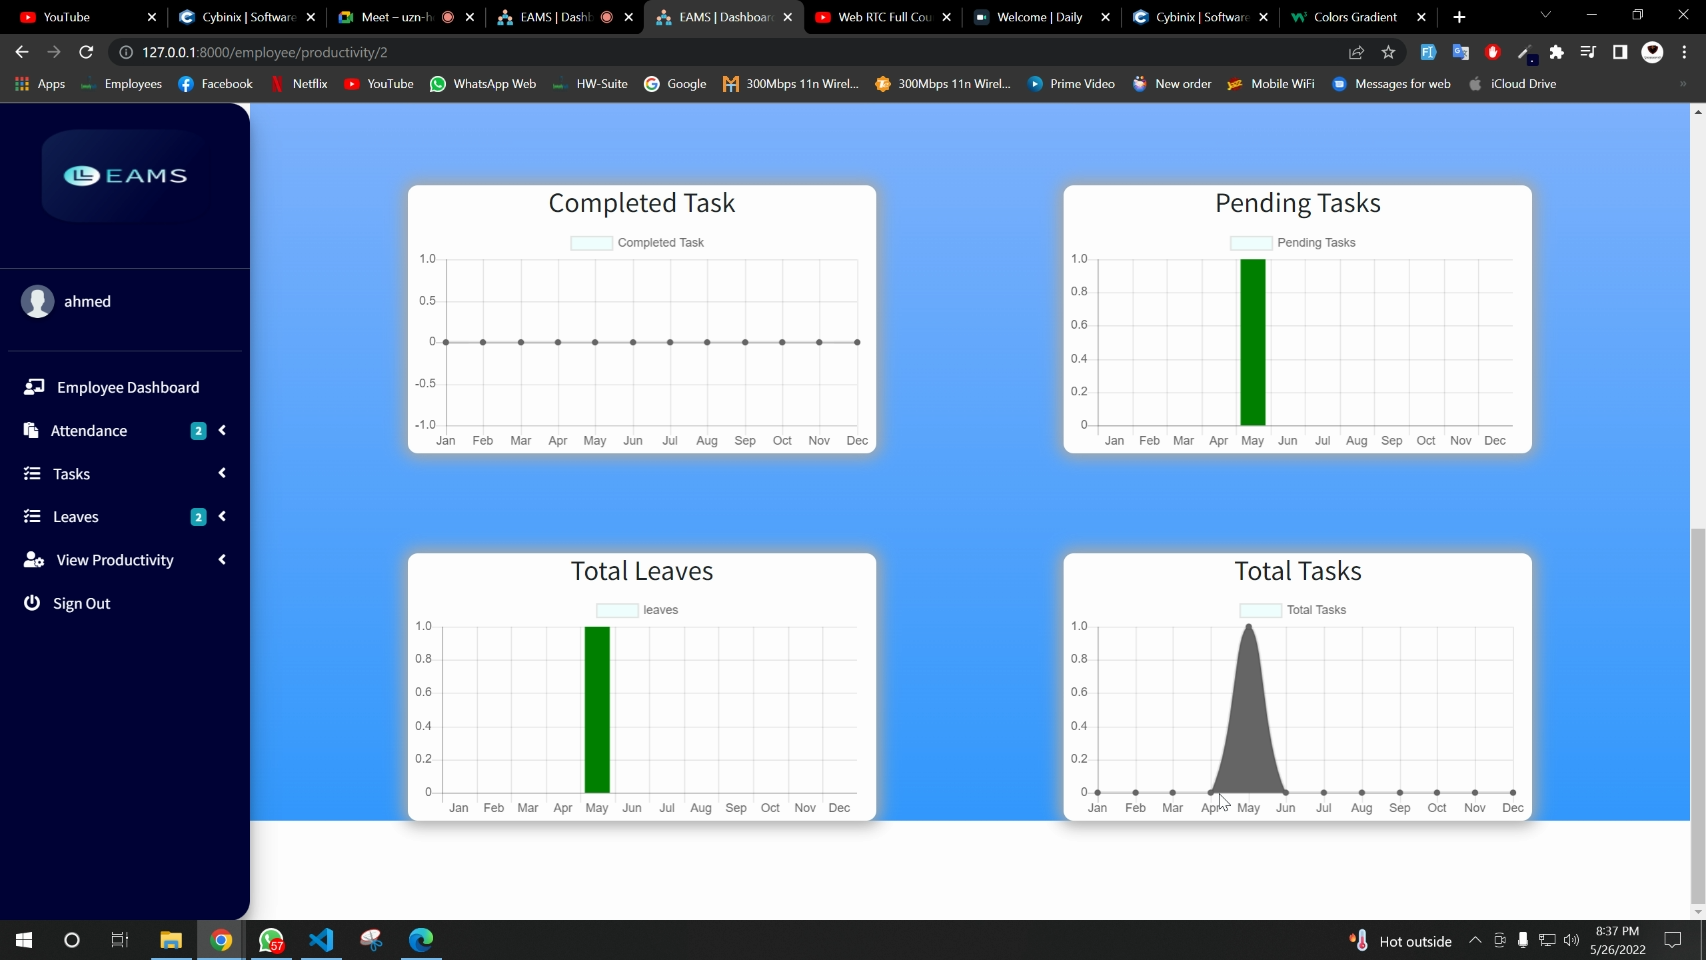 YouTube
Cybinix | Software
Meet – uzn-h
EAMS | Dashb
EAMS | Dashboar
Web RTC Full Cou
Welcome | Daily
Cybinix | Software
Colors Gradient
127.0.0.1:8000/employee/productivity/2
Apps
Employees
Facebook
Netflix
YouTube
WhatsApp Web
HW-Suite
Google
300Mbps 11n Wirel...
300Mbps 11n Wirel...
Prime Video
New order
Mobile WiFi
Messages for web
iCloud Drive
EAMS
ahmed
Employee Dashboard
Attendance 2
Tasks
Leaves 2
View Productivity
Sign Out
Completed Task
Completed Task
1.0
0.5
0
-0.5
-1.0
Jan Feb Mar Apr May Jun Jul Aug Sep Oct Nov Dec
Pending Tasks
Pending Tasks
1.0
0.8
0.6
0.4
0.2
0
Jan Feb Mar Apr May Jun Jul Aug Sep Oct Nov Dec
Total Leaves
leaves
1.0
0.8
0.6
0.4
0.2
0
Jan Feb Mar Apr May Jun Jul Aug Sep Oct Nov Dec
Total Tasks
Total Tasks
1.0
0.8
0.6
0.4
0.2
0
Jan Feb Mar Apr May Jun Jul Aug Sep Oct Nov Dec
57
Hot outside
8:37 PM
5/26/2022